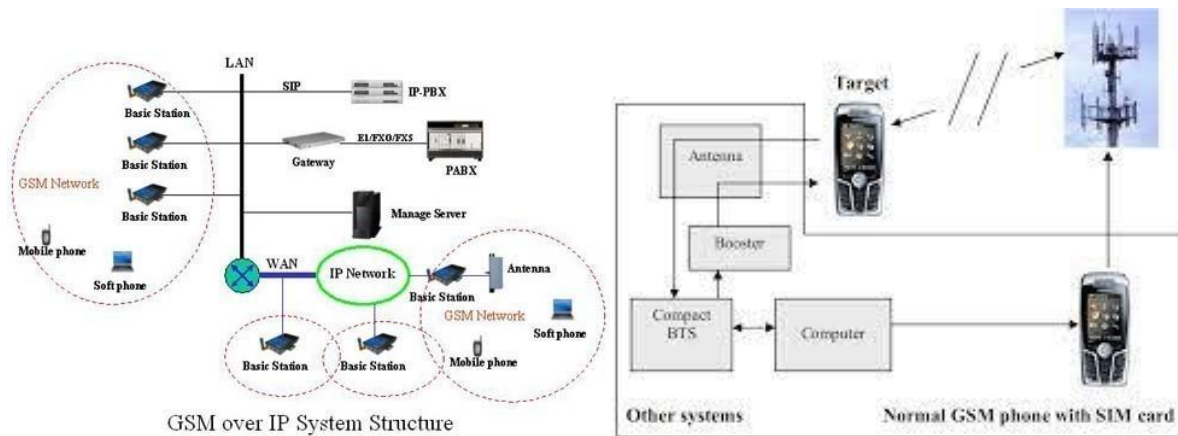 LAN
SIP
Basic Station
IP-PBX
E1/FXO/FXS
Basic Station
Gateway
PABX
GSM Network
Basic Station
Manage Server
Mobile phone
Soft phone
WAN
IP Network
Antenna
Basic Station
GSM Network
Soft phone
Basic Station
Basic Station
Mobile phone
GSM over IP System Structure
Target
Antenna
Booster
Compact
BTS
Computer
Other systems
Normal GSM phone with SIM card